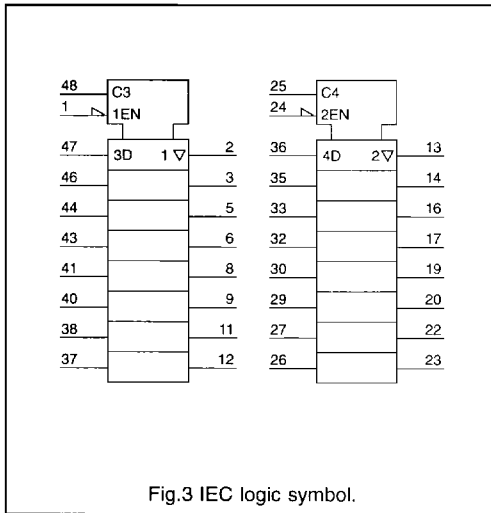 48 C3 25 C4
1 1EN 24 2EN
47 3D 1 ▽ 2 36 4D 2 ▽ 13
46 3 35 14
44 5 33 16
43 6 32 17
41 8 30 19
40 9 29 20
38 11 27 22
37 12 26 23
Fig.3 IEC logic symbol.